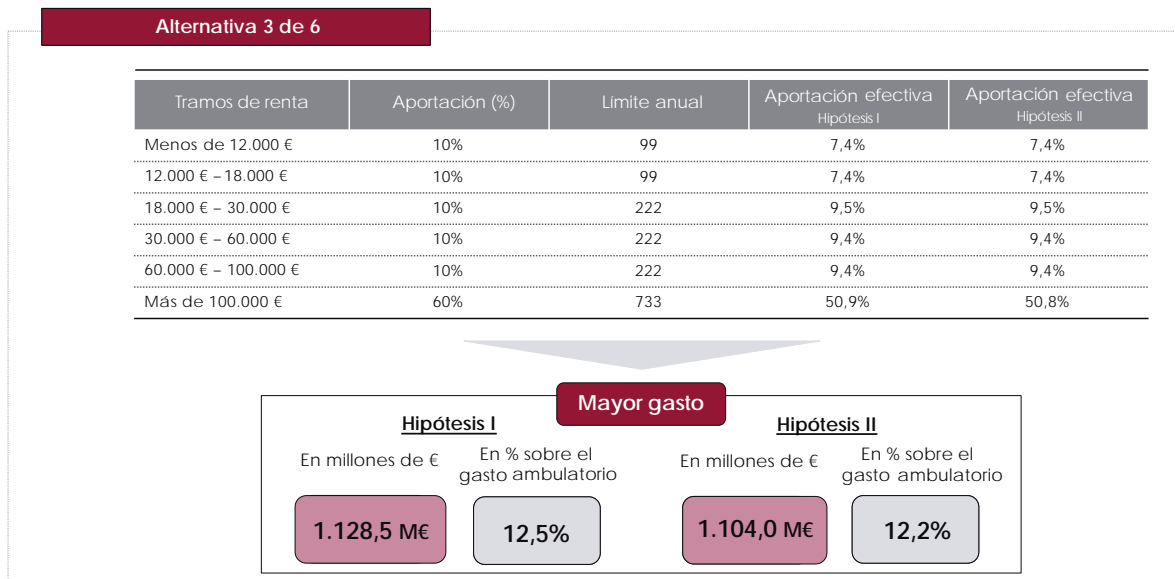 Alternativa 3 de 6
Tramos de renta Aportación (%) Límite anual Aportación efectiva Hipótesis I Aportación efectiva Hipótesis II
Menos de 12.000 € 10% 99 7,4% 7,4%
12.000 € – 18.000 € 10% 99 7,4% 7,4%
18.000 € – 30.000 € 10% 222 9,5% 9,5%
30.000 € – 60.000 € 10% 222 9,4% 9,4%
60.000 € – 100.000 € 10% 222 9,4% 9,4%
Más de 100.000 € 60% 733 50,9% 50,8%
Mayor gasto
Hipótesis I
En millones de €
En % sobre el
gasto ambulatorio
1.128,5 M€
12,5%
Hipótesis II
En millones de €
En % sobre el
gasto ambulatorio
1.104,0 M€
12,2%